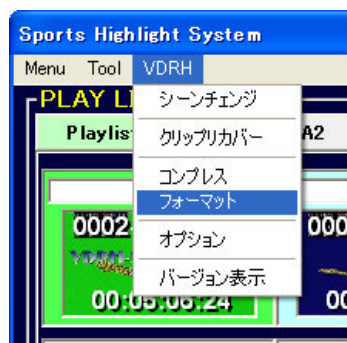 Sports Highlight System
Menu Tool VDRH
PLAY LI
Playlis
A2
シーンチェンジ
クリップリカバー
コンプレス
フォーマット
オプション
バージョン表示
0002
000
00:05:06:24
00